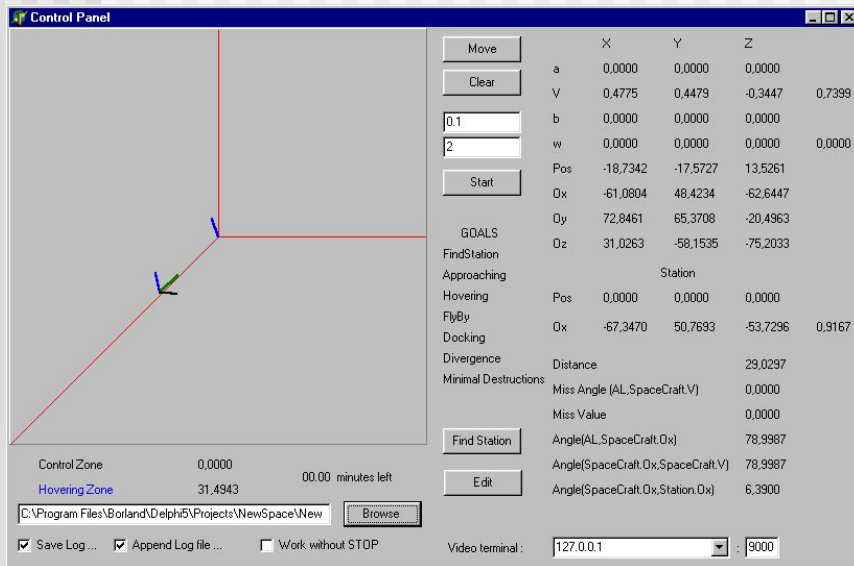 Control Panel
Move
Clear
0.1
2
Start
GOALS
FindStation
Approaching
Hovering
FlyBy
Docking
Divergence
Minimal Destructions
Find Station
Edit
X Y Z
a 0,0000 0,0000 0,0000
V 0,4775 0,4479 -0,3447 0,7399
b 0,0000 0,0000 0,0000
w 0,0000 0,0000 0,0000 0,0000
Pos -18,7342 -17,5727 13,5261
Ox -61,0804 48,4234 -62,6447
Oy 72,8461 65,3708 -20,4963
Oz 31,0263 -58,1535 -75,2033
Station
Pos 0,0000 0,0000 0,0000
Ox -67,3470 50,7693 -53,7296 0,9167
Distance 29,0297
Miss Angle (AL,SpaceCraft.V) 0,0000
Miss Value 0,0000
Angle(AL,SpaceCraft.Ox) 78,9987
Angle(SpaceCraft.Ox,SpaceCraft.V) 78,9987
Angle(SpaceCraft.Ox,Station.Ox) 6,3900
Control Zone 0,0000
00.00 minutes left
Hovering Zone 31,4943
C:\Program Files\Borland\Delphi5\Projects\NewSpace\New
Browse
Save Log ... Append Log file ... Work without STOP
Video terminal : 127.0.0.1 : 9000